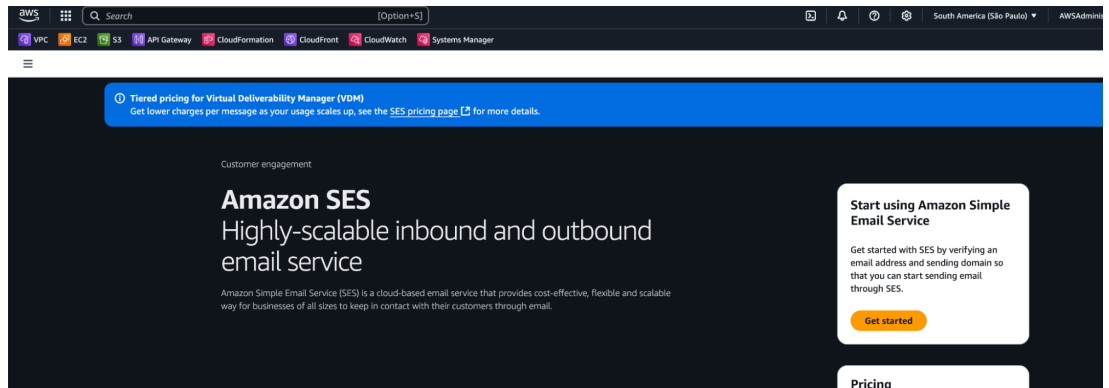 aws Search [Option+S] South America (São Paulo) ▼
VPC EC2 S3 API Gateway CloudFormation CloudFront CloudWatch Systems Manager
Tiered pricing for Virtual Deliverability Manager (VDM)
Get lower charges per message as your usage scales up, see the SES pricing page for more details.
Customer engagement
Amazon SES
Highly-scalable inbound and outbound
email service
Amazon Simple Email Service (SES) is a cloud-based email service that provides cost-effective, flexible and scalable
way for businesses of all sizes to keep in contact with their customers through email.
Start using Amazon Simple
Email Service
Get started with SES by verifying an
email address and sending domain so
that you can start sending email
through SES.
Get started
Pricing